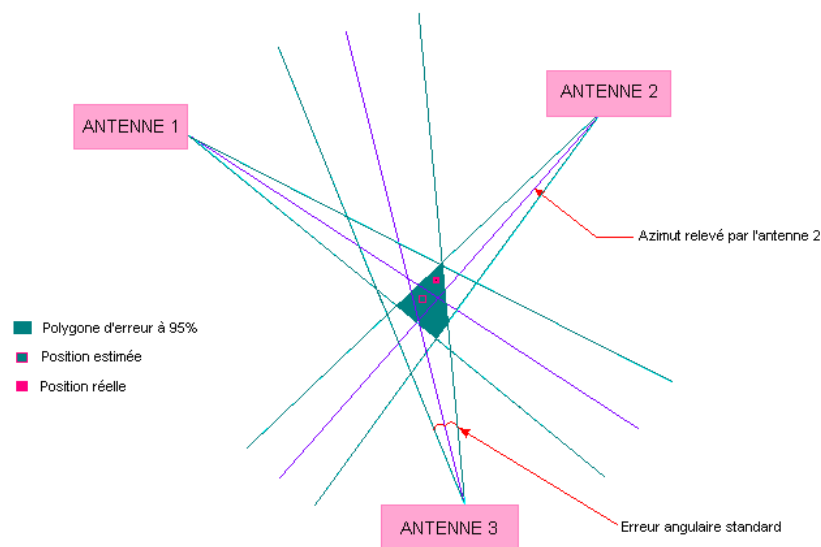 ANTENNE 1
ANTENNE 2
Azimut relevé par l'antenne 2
Polygone d'erreur à 95%
Position estimée
Position réelle
ANTENNE 3
Erreur angulaire standard